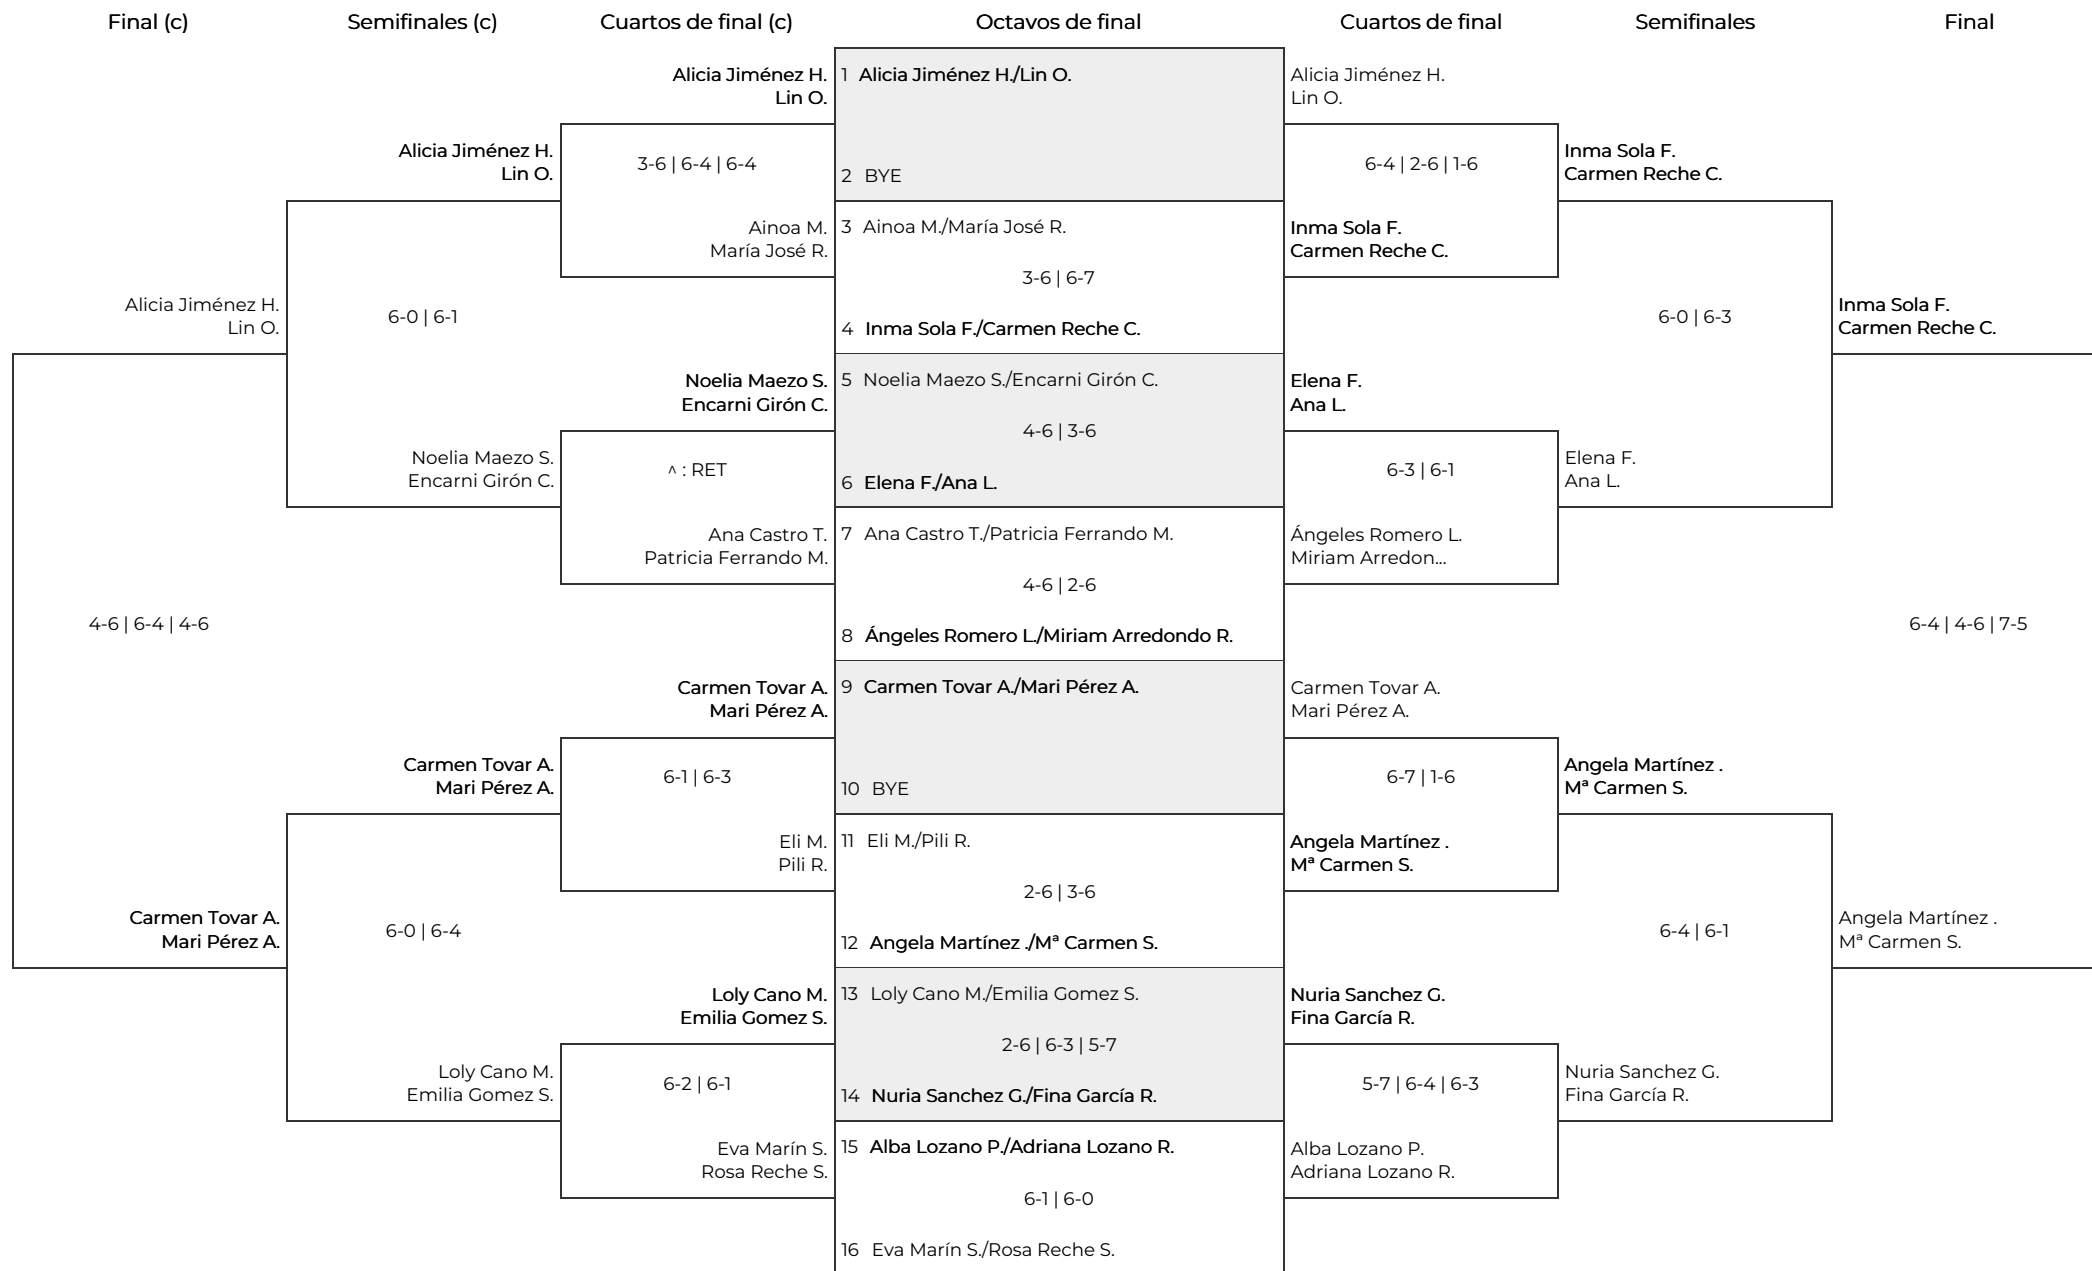 Final (c)
Semifinales (c)
Cuartos de final (c)
Octavos de final
Cuartos de final
Semifinales
Final
Alicia Jiménez H.
Lin O.
4-6 | 6-4 | 4-6
Carmen Tovar A.
Mari Pérez A.
Alicia Jiménez H.
Lin O.
6-0 | 6-1
Noelia Maezo S.
Encarni Girón C.
Carmen Tovar A.
Mari Pérez A.
6-0 | 6-4
Loly Cano M.
Emilia Gomez S.
Alicia Jiménez H.
Lin O.
3-6 | 6-4 | 6-4
Ainoa M.
María José R.
Noelia Maezo S.
Encarni Girón C.
^ : RET
Ana Castro T.
Patricia Ferrando M.
Carmen Tovar A.
Mari Pérez A.
6-1 | 6-3
Eli M.
Pili R.
Loly Cano M.
Emilia Gomez S.
6-2 | 6-1
Eva Marín S.
Rosa Reche S.
1 Alicia Jiménez H./Lin O.
2 BYE
3 Ainoa M./María José R.
3-6 | 6-7
4 Inma Sola F./Carmen Reche C.
5 Noelia Maezo S./Encarni Girón C.
4-6 | 3-6
6 Elena F./Ana L.
7 Ana Castro T./Patricia Ferrando M.
4-6 | 2-6
8 Ángeles Romero L./Miriam Arredondo R.
9 Carmen Tovar A./Mari Pérez A.
10 BYE
11 Eli M./Pili R.
2-6 | 3-6
12 Angela Martínez ./Mª Carmen S.
13 Loly Cano M./Emilia Gomez S.
2-6 | 6-3 | 5-7
14 Nuria Sanchez G./Fina García R.
15 Alba Lozano P./Adriana Lozano R.
6-1 | 6-0
16 Eva Marín S./Rosa Reche S.
Alicia Jiménez H.
Lin O.
6-4 | 2-6 | 1-6
Inma Sola F.
Carmen Reche C.
Elena F.
Ana L.
6-3 | 6-1
Ángeles Romero L.
Miriam Arredon...
Carmen Tovar A.
Mari Pérez A.
6-7 | 1-6
Angela Martínez .
Mª Carmen S.
Nuria Sanchez G.
Fina García R.
5-7 | 6-4 | 6-3
Alba Lozano P.
Adriana Lozano R.
Inma Sola F.
Carmen Reche C.
6-0 | 6-3
Elena F.
Ana L.
Angela Martínez .
Mª Carmen S.
6-4 | 6-1
Nuria Sanchez G.
Fina García R.
Inma Sola F.
Carmen Reche C.
6-4 | 4-6 | 7-5
Angela Martínez .
Mª Carmen S.